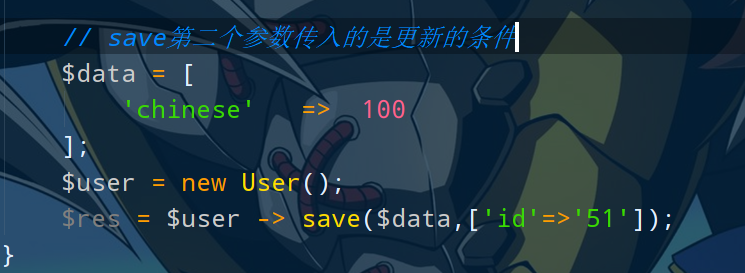 // save第二个参数传入的是更新的条件
$data = [
'chinese' => 100
];
$user = new User();
$res = $user -> save($data,['id'=>'51']);
}